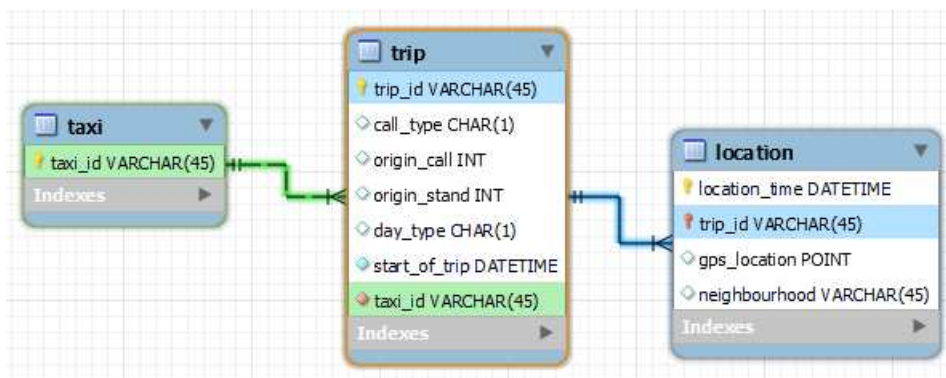 taxi
taxi_id VARCHAR(45)
Indexes
trip
trip_id VARCHAR(45)
call_type CHAR(1)
origin_call INT
origin_stand INT
day_type CHAR(1)
start_of_trip DATETIME
taxi_id VARCHAR(45)
Indexes
location
location_time DATETIME
trip_id VARCHAR(45)
gps_location POINT
neighbourhood VARCHAR(45)
Indexes